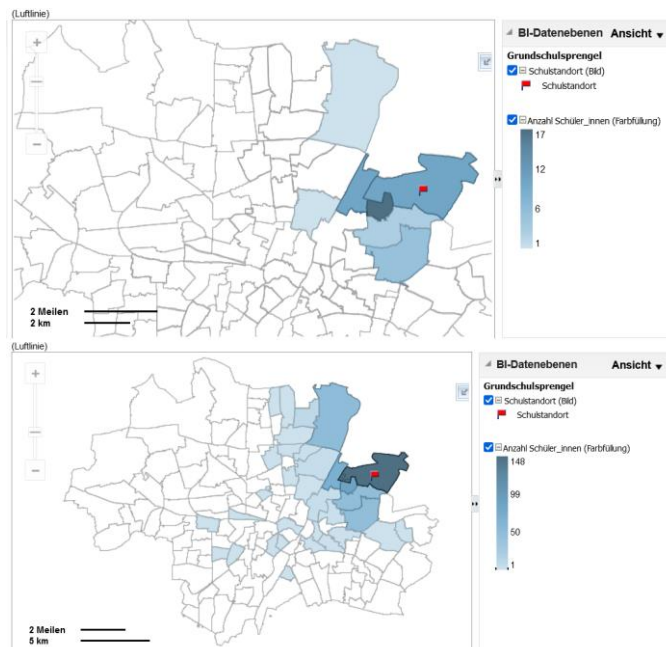 (Luftlinie)
BI-Datenebenen Ansicht
Grundschulsprengel
Schulstandort (Bild)
Schulstandort
Anzahl Schüler_innen (Farbfüllung)
17
12
6
1
2 Meilen
2 km
(Luftlinie)
BI-Datenebenen Ansicht
Grundschulsprengel
Schulstandort (Bild)
Schulstandort
Anzahl Schüler_innen (Farbfüllung)
148
99
50
1
2 Meilen
5 km